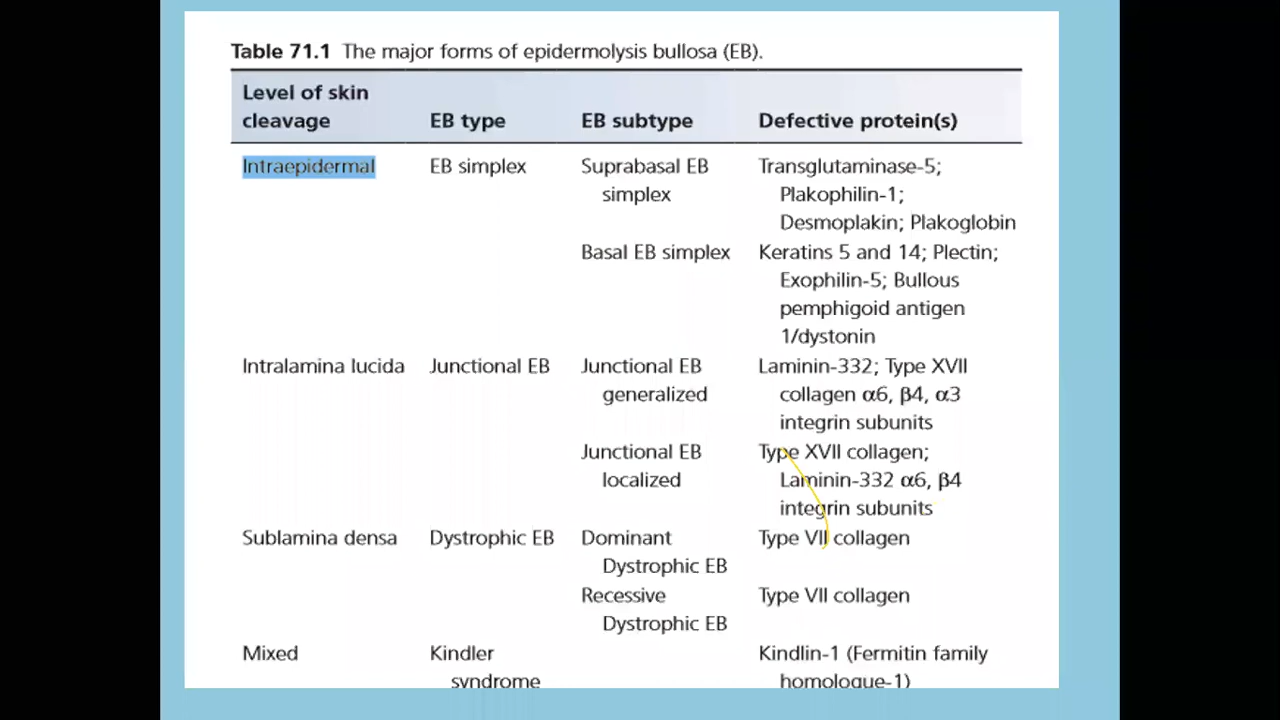 Table 71.1 The major forms of epidermolysis bullosa (EB).
Level of skin cleavage EB type EB subtype Defective protein(s)
Intraepidermal EB simplex Suprabasal EB Transglutaminase-5;
simplex Plakophilin-1;
Desmoplakin; Plakoglobin
Basal EB simplex Keratins 5 and 14; Plectin;
Exophilin-5; Bullous
pemphigoid antigen
1/dystonin
Intralamina lucida Junctional EB Junctional EB Laminin-332; Type XVII
generalized collagen α6, β4, α3
integrin subunits
Junctional EB Type XVII collagen;
localized Laminin-332 α6, β4
integrin subunits
Sublamina densa Dystrophic EB Dominant Type VII collagen
Dystrophic EB
Recessive Type VII collagen
Dystrophic EB
Mixed Kindler Kindlin-1 (Fermitin family
syndrome homologue-1)